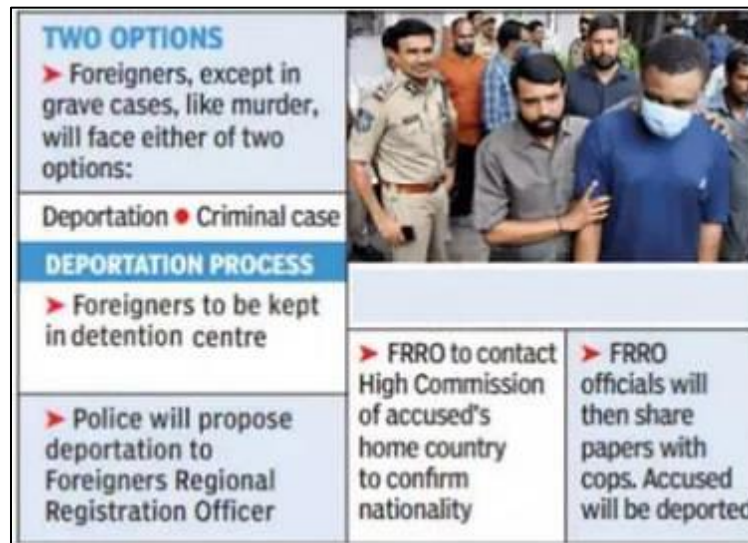 TWO OPTIONS
➤ Foreigners, except in
grave cases, like murder,
will face either of two
options:
Deportation ● Criminal case
DEPORTATION PROCESS
➤ Foreigners to be kept
in detention centre
➤ Police will propose
deportation to
Foreigners Regional
Registration Officer
➤ FRRO to contact
High Commission
of accused's
home country
to confirm
nationality
➤ FRRO
officials will
then share
papers with
cops. Accused
will be deported